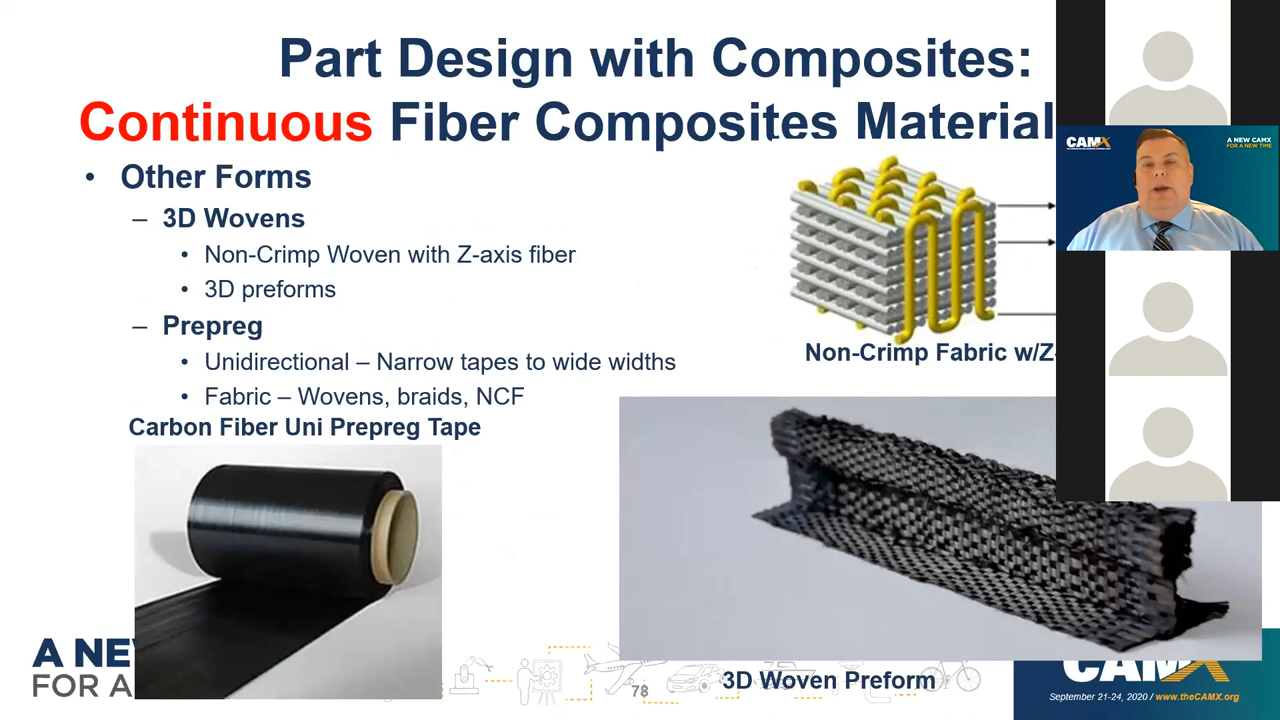 Part Design with Composites:
Continuous Fiber Composites Material
• Other Forms
– 3D Wovens
• Non-Crimp Woven with Z-axis fiber
• 3D preforms
– Prepreg
• Unidirectional – Narrow tapes to wide widths
• Fabric – Wovens, braids, NCF
Carbon Fiber Uni Prepreg Tape
Non-Crimp Fabric w/Z-
CAMX
A NEW CAMX
FOR A NEW TIME
A NE
FOR A
78
3D Woven Preform
CAMX
September 21-24, 2020 / www.theCAMX.org